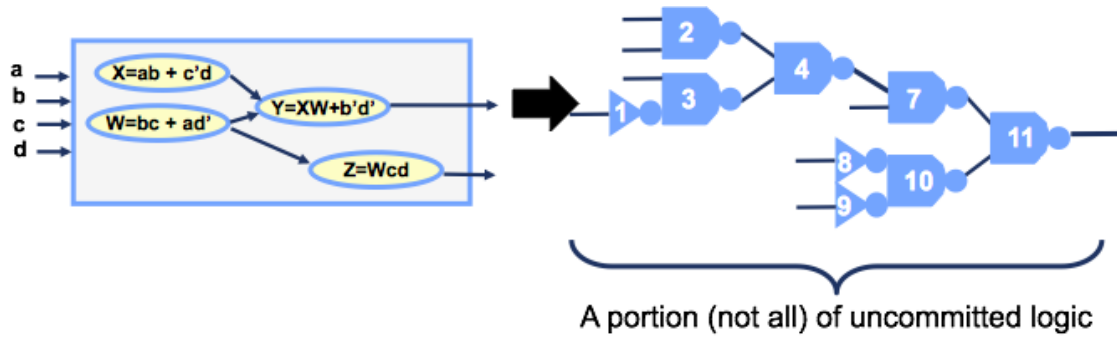 a
b
c
d
X=ab + c'd
W=bc + ad'
Y=XW+b'd'
Z=Wcd
1
2
3
4
7
8
9
10
11
A portion (not all) of uncommitted logic